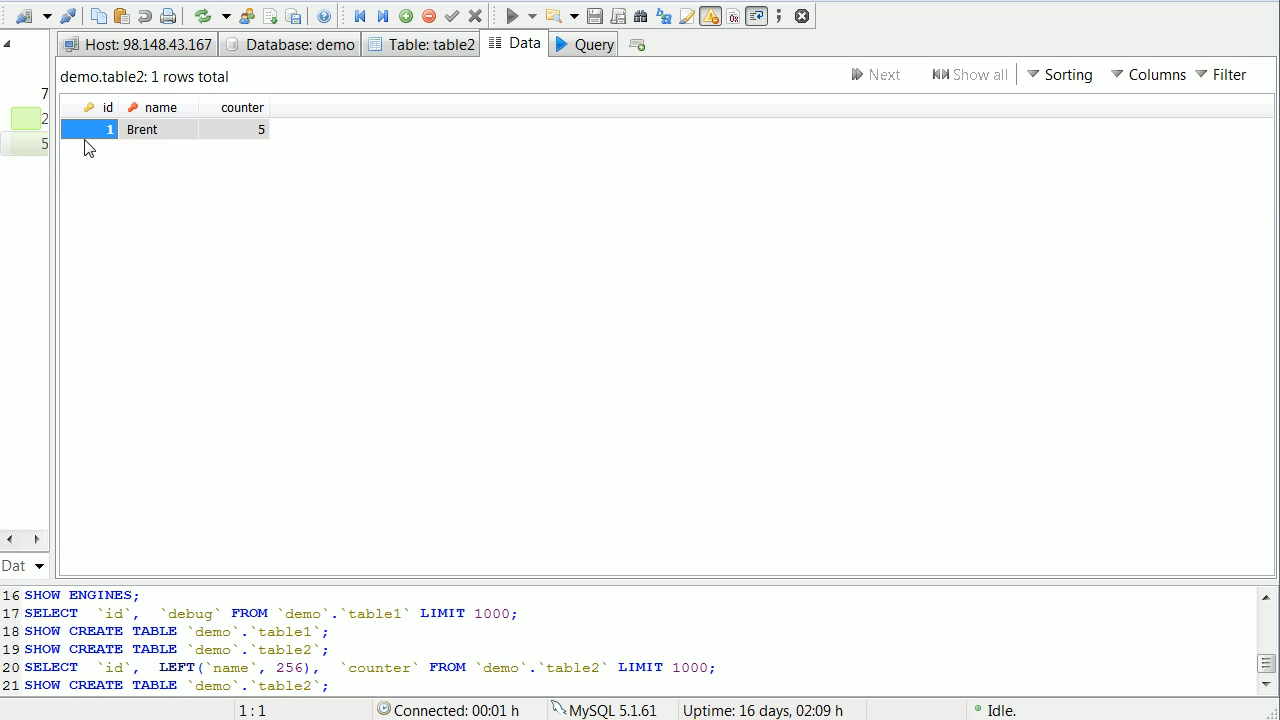 Host: 98.148.43.167 Database: demo Table: table2 Data Query
demo.table2: 1 rows total Next Show all Sorting Columns Filter
7
2
5
id name counter
1 Brent 5
Dat
16 SHOW ENGINES;
17 SELECT `id`, `debug` FROM `demo`.`table1` LIMIT 1000;
18 SHOW CREATE TABLE `demo`.`table1`;
19 SHOW CREATE TABLE `demo`.`table2`;
20 SELECT `id`, LEFT(`name`, 256), `counter` FROM `demo`.`table2` LIMIT 1000;
21 SHOW CREATE TABLE `demo`.`table2`;
1 : 1 Connected: 00:01 h MySQL 5.1.61 Uptime: 16 days, 02:09 h Idle.